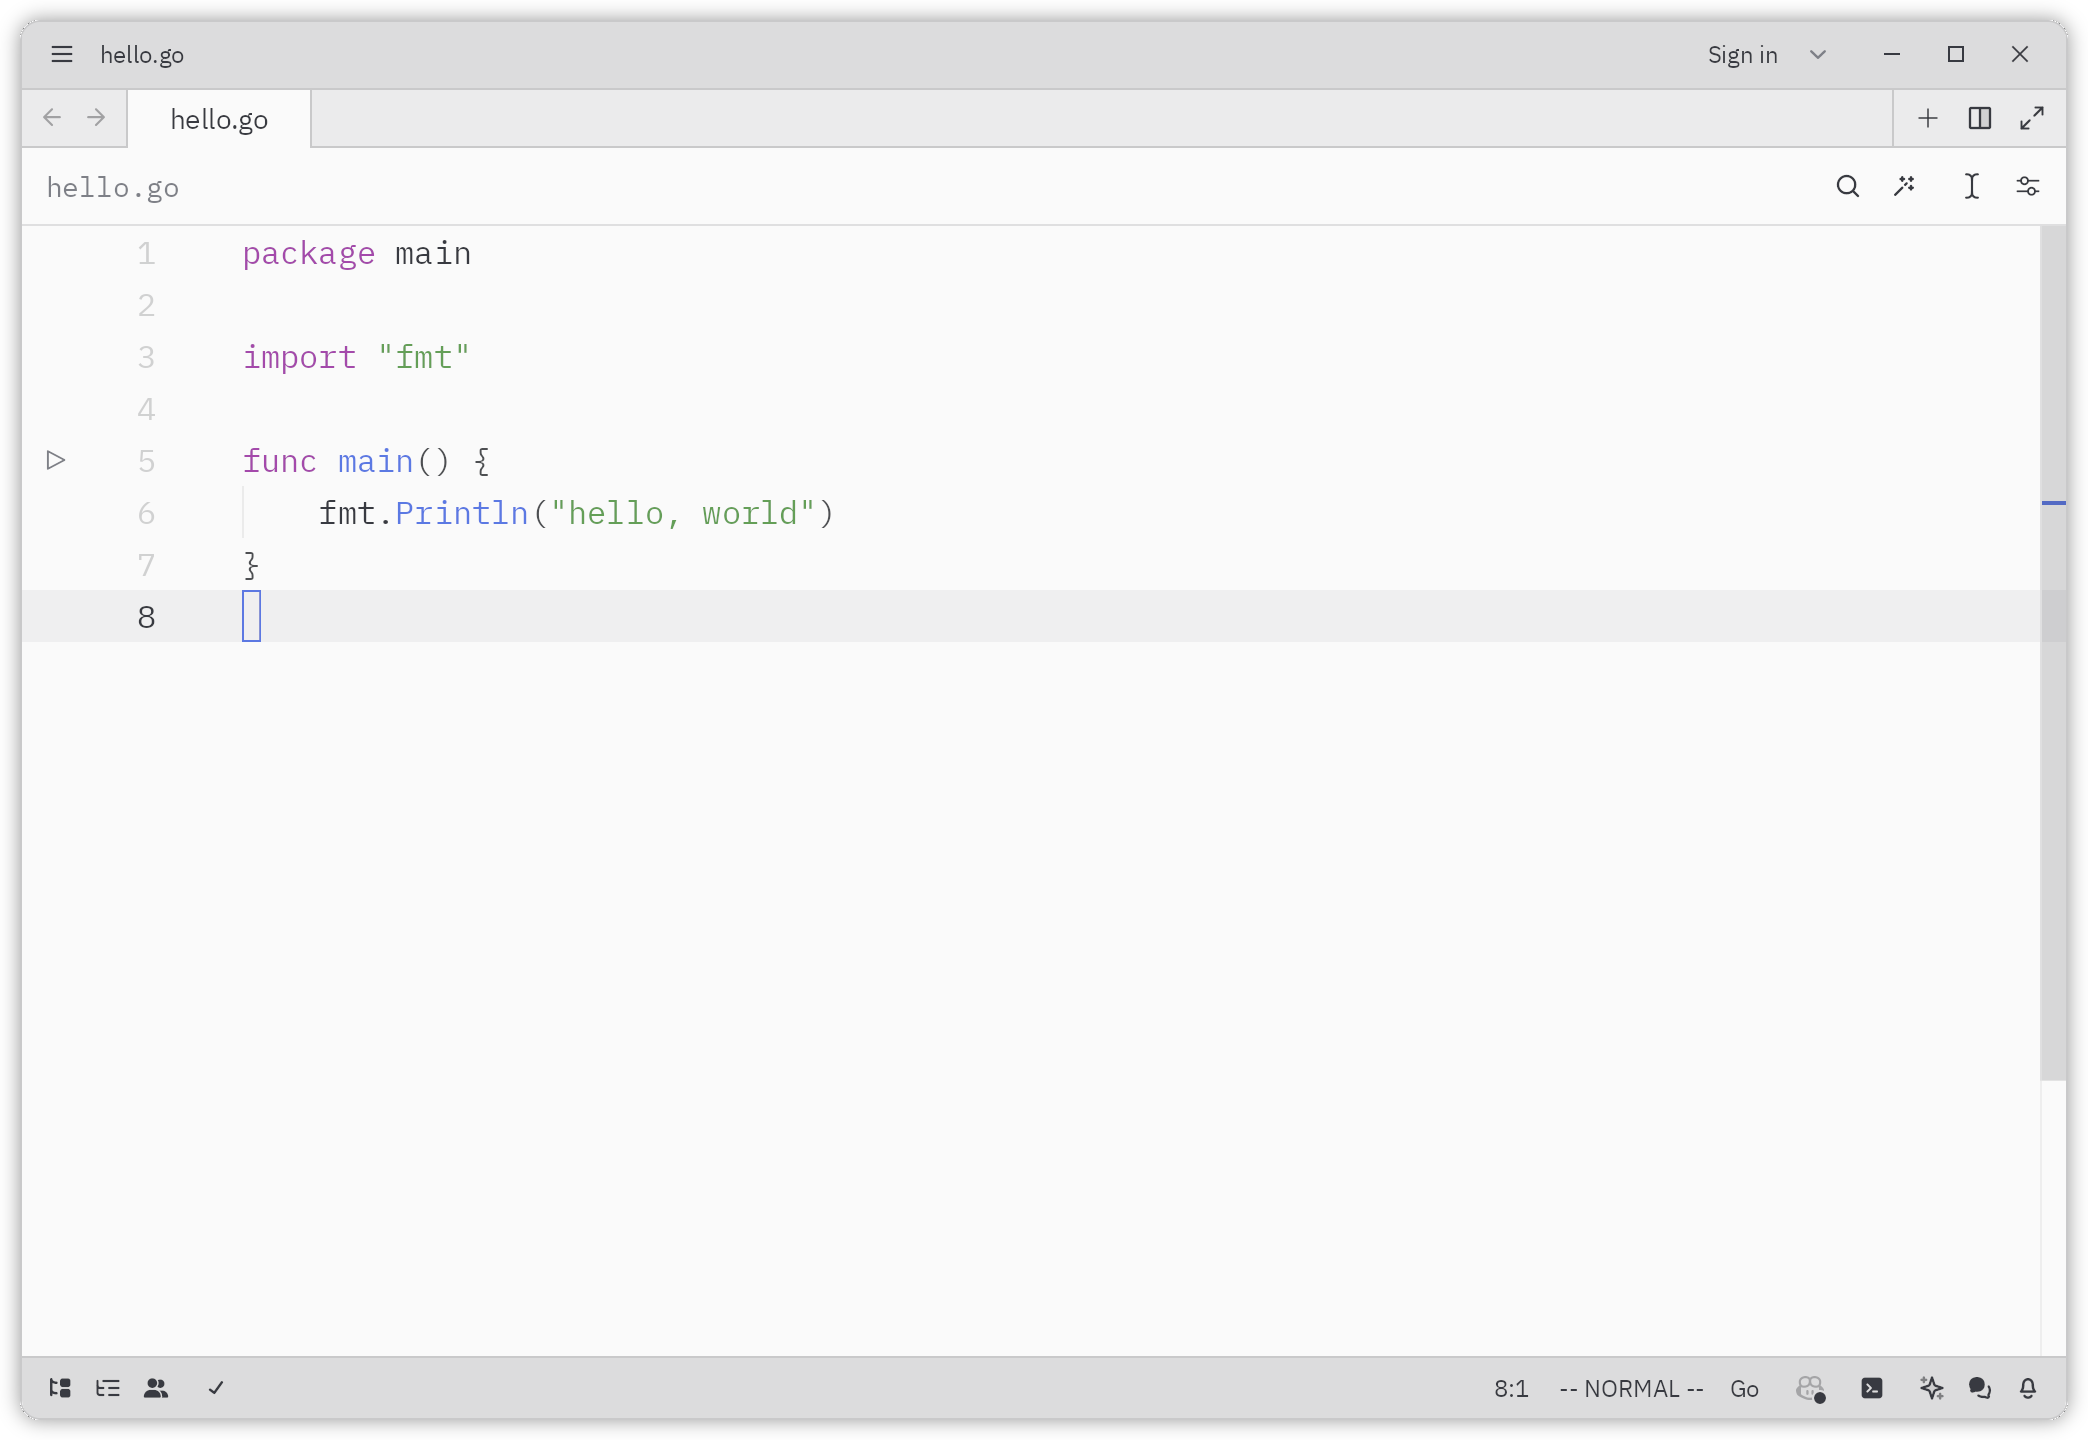 hello.go
Sign in
hello.go
hello.go
1 package main
2
3 import "fmt"
4
5 func main() {
6     fmt.Println("hello, world")
7 }
8
8:1 -- NORMAL -- Go